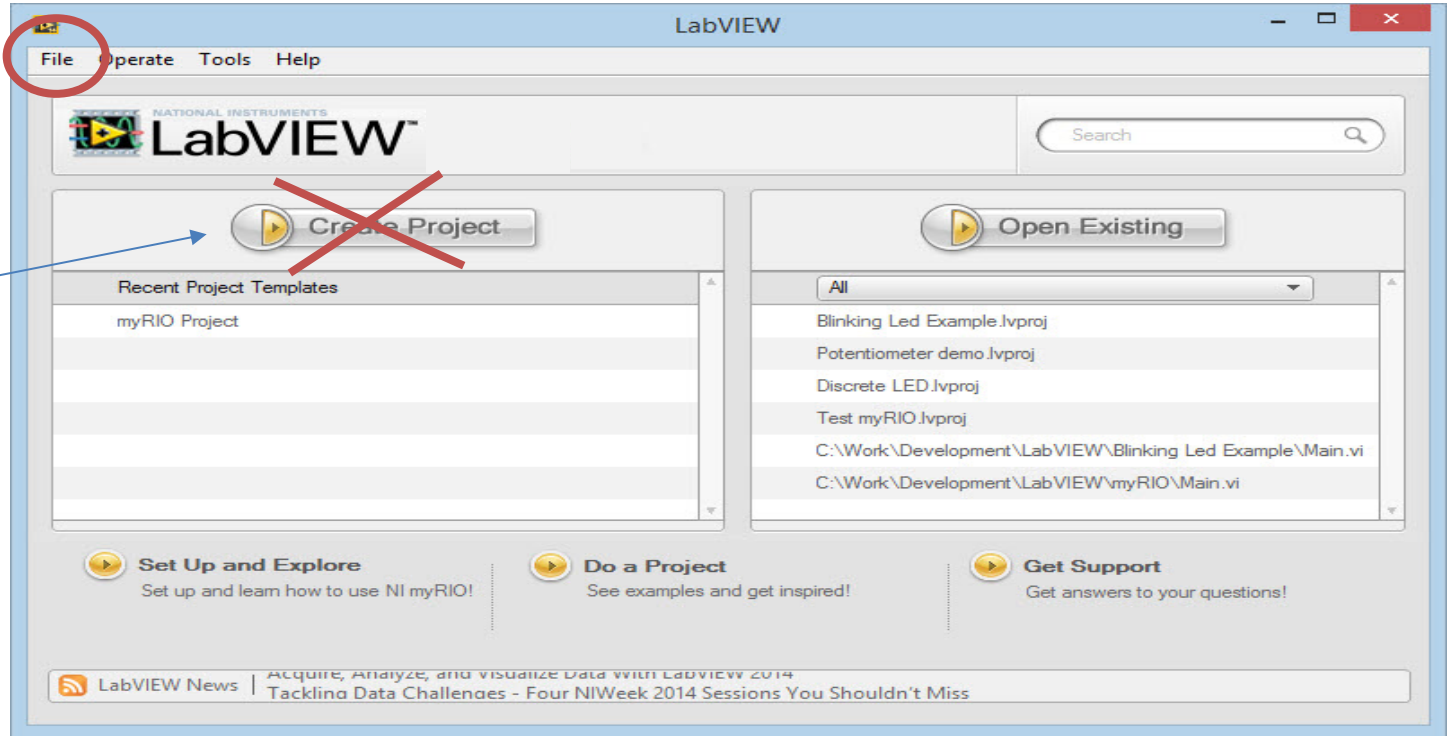 LabVIEW
File Operate Tools Help
NATIONAL INSTRUMENTS
LabVIEW™
Search
Create Project
Open Existing
Recent Project Templates
All
myRIO Project
Blinking Led Example.lvproj
Potentiometer demo.lvproj
Discrete LED.lvproj
Test myRIO.lvproj
C:\Work\Development\LabVIEW\Blinking Led Example\Main.vi
C:\Work\Development\LabVIEW\myRIO\Main.vi
Set Up and Explore
Set up and learn how to use NI myRIO!
Do a Project
See examples and get inspired!
Get Support
Get answers to your questions!
LabVIEW News
Acquire, Analyze, and Visualize Data With LabVIEW 2014
Tackling Data Challenges - Four NIWeek 2014 Sessions You Shouldn't Miss